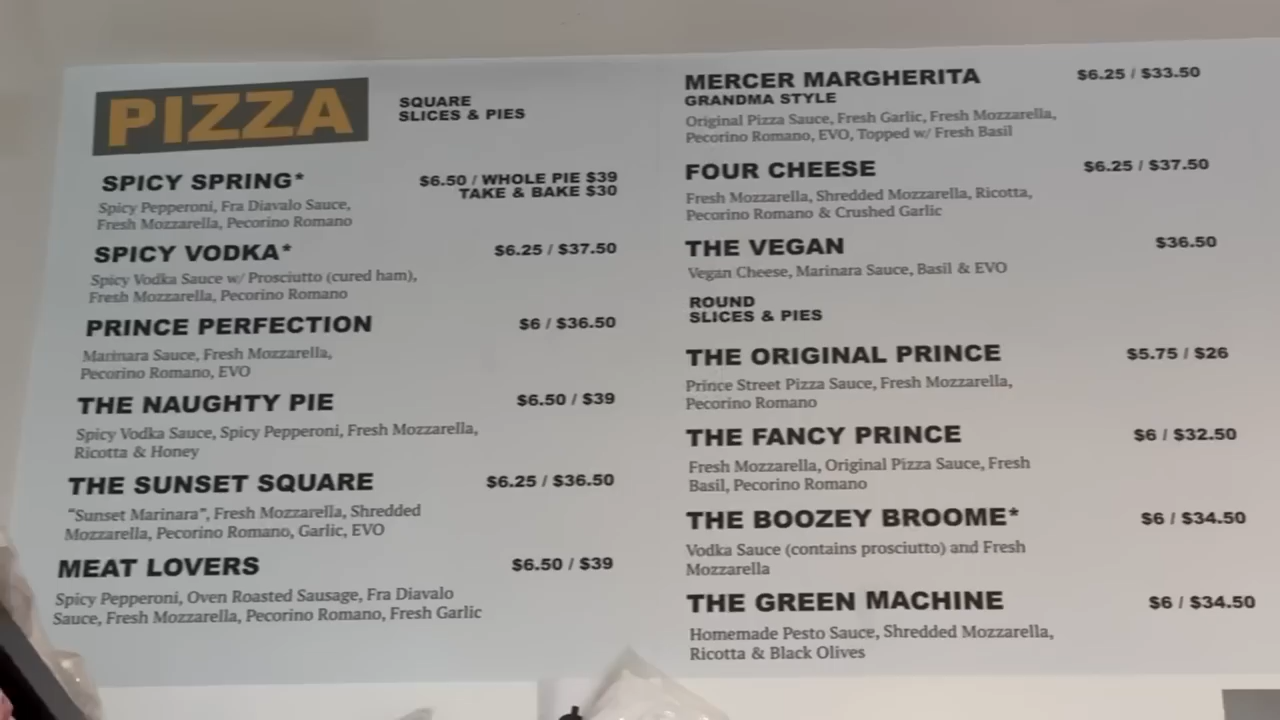 PIZZA
SQUARE
SLICES & PIES
SPICY SPRING* $6.50 / WHOLE PIE $39
TAKE & BAKE $30
Spicy Pepperoni, Fra Diavalo Sauce,
Fresh Mozzarella, Pecorino Romano
SPICY VODKA* $6.25 / $37.50
Spicy Vodka Sauce w/ Prosciutto (cured ham),
Fresh Mozzarella, Pecorino Romano
PRINCE PERFECTION $6 / $36.50
Marinara Sauce, Fresh Mozzarella,
Pecorino Romano, EVO
THE NAUGHTY PIE $6.50 / $39
Spicy Vodka Sauce, Spicy Pepperoni, Fresh Mozzarella,
Ricotta & Honey
THE SUNSET SQUARE $6.25 / $36.50
"Sunset Marinara", Fresh Mozzarella, Shredded
Mozzarella, Pecorino Romano, Garlic, EVO
MEAT LOVERS $6.50 / $39
Spicy Pepperoni, Oven Roasted Sausage, Fra Diavalo
Sauce, Fresh Mozzarella, Pecorino Romano, Fresh Garlic
MERCER MARGHERITA $6.25 / $33.50
GRANDMA STYLE
Original Pizza Sauce, Fresh Garlic, Fresh Mozzarella,
Pecorino Romano, EVO, Topped w/ Fresh Basil
FOUR CHEESE $6.25 / $37.50
Fresh Mozzarella, Shredded Mozzarella, Ricotta,
Pecorino Romano & Crushed Garlic
THE VEGAN $36.50
Vegan Cheese, Marinara Sauce, Basil & EVO
ROUND
SLICES & PIES
THE ORIGINAL PRINCE $5.75 / $26
Prince Street Pizza Sauce, Fresh Mozzarella,
Pecorino Romano
THE FANCY PRINCE $6 / $32.50
Fresh Mozzarella, Original Pizza Sauce, Fresh
Basil, Pecorino Romano
THE BOOZEY BROOME* $6 / $34.50
Vodka Sauce (contains prosciutto) and Fresh
Mozzarella
THE GREEN MACHINE $6 / $34.50
Homemade Pesto Sauce, Shredded Mozzarella,
Ricotta & Black Olives